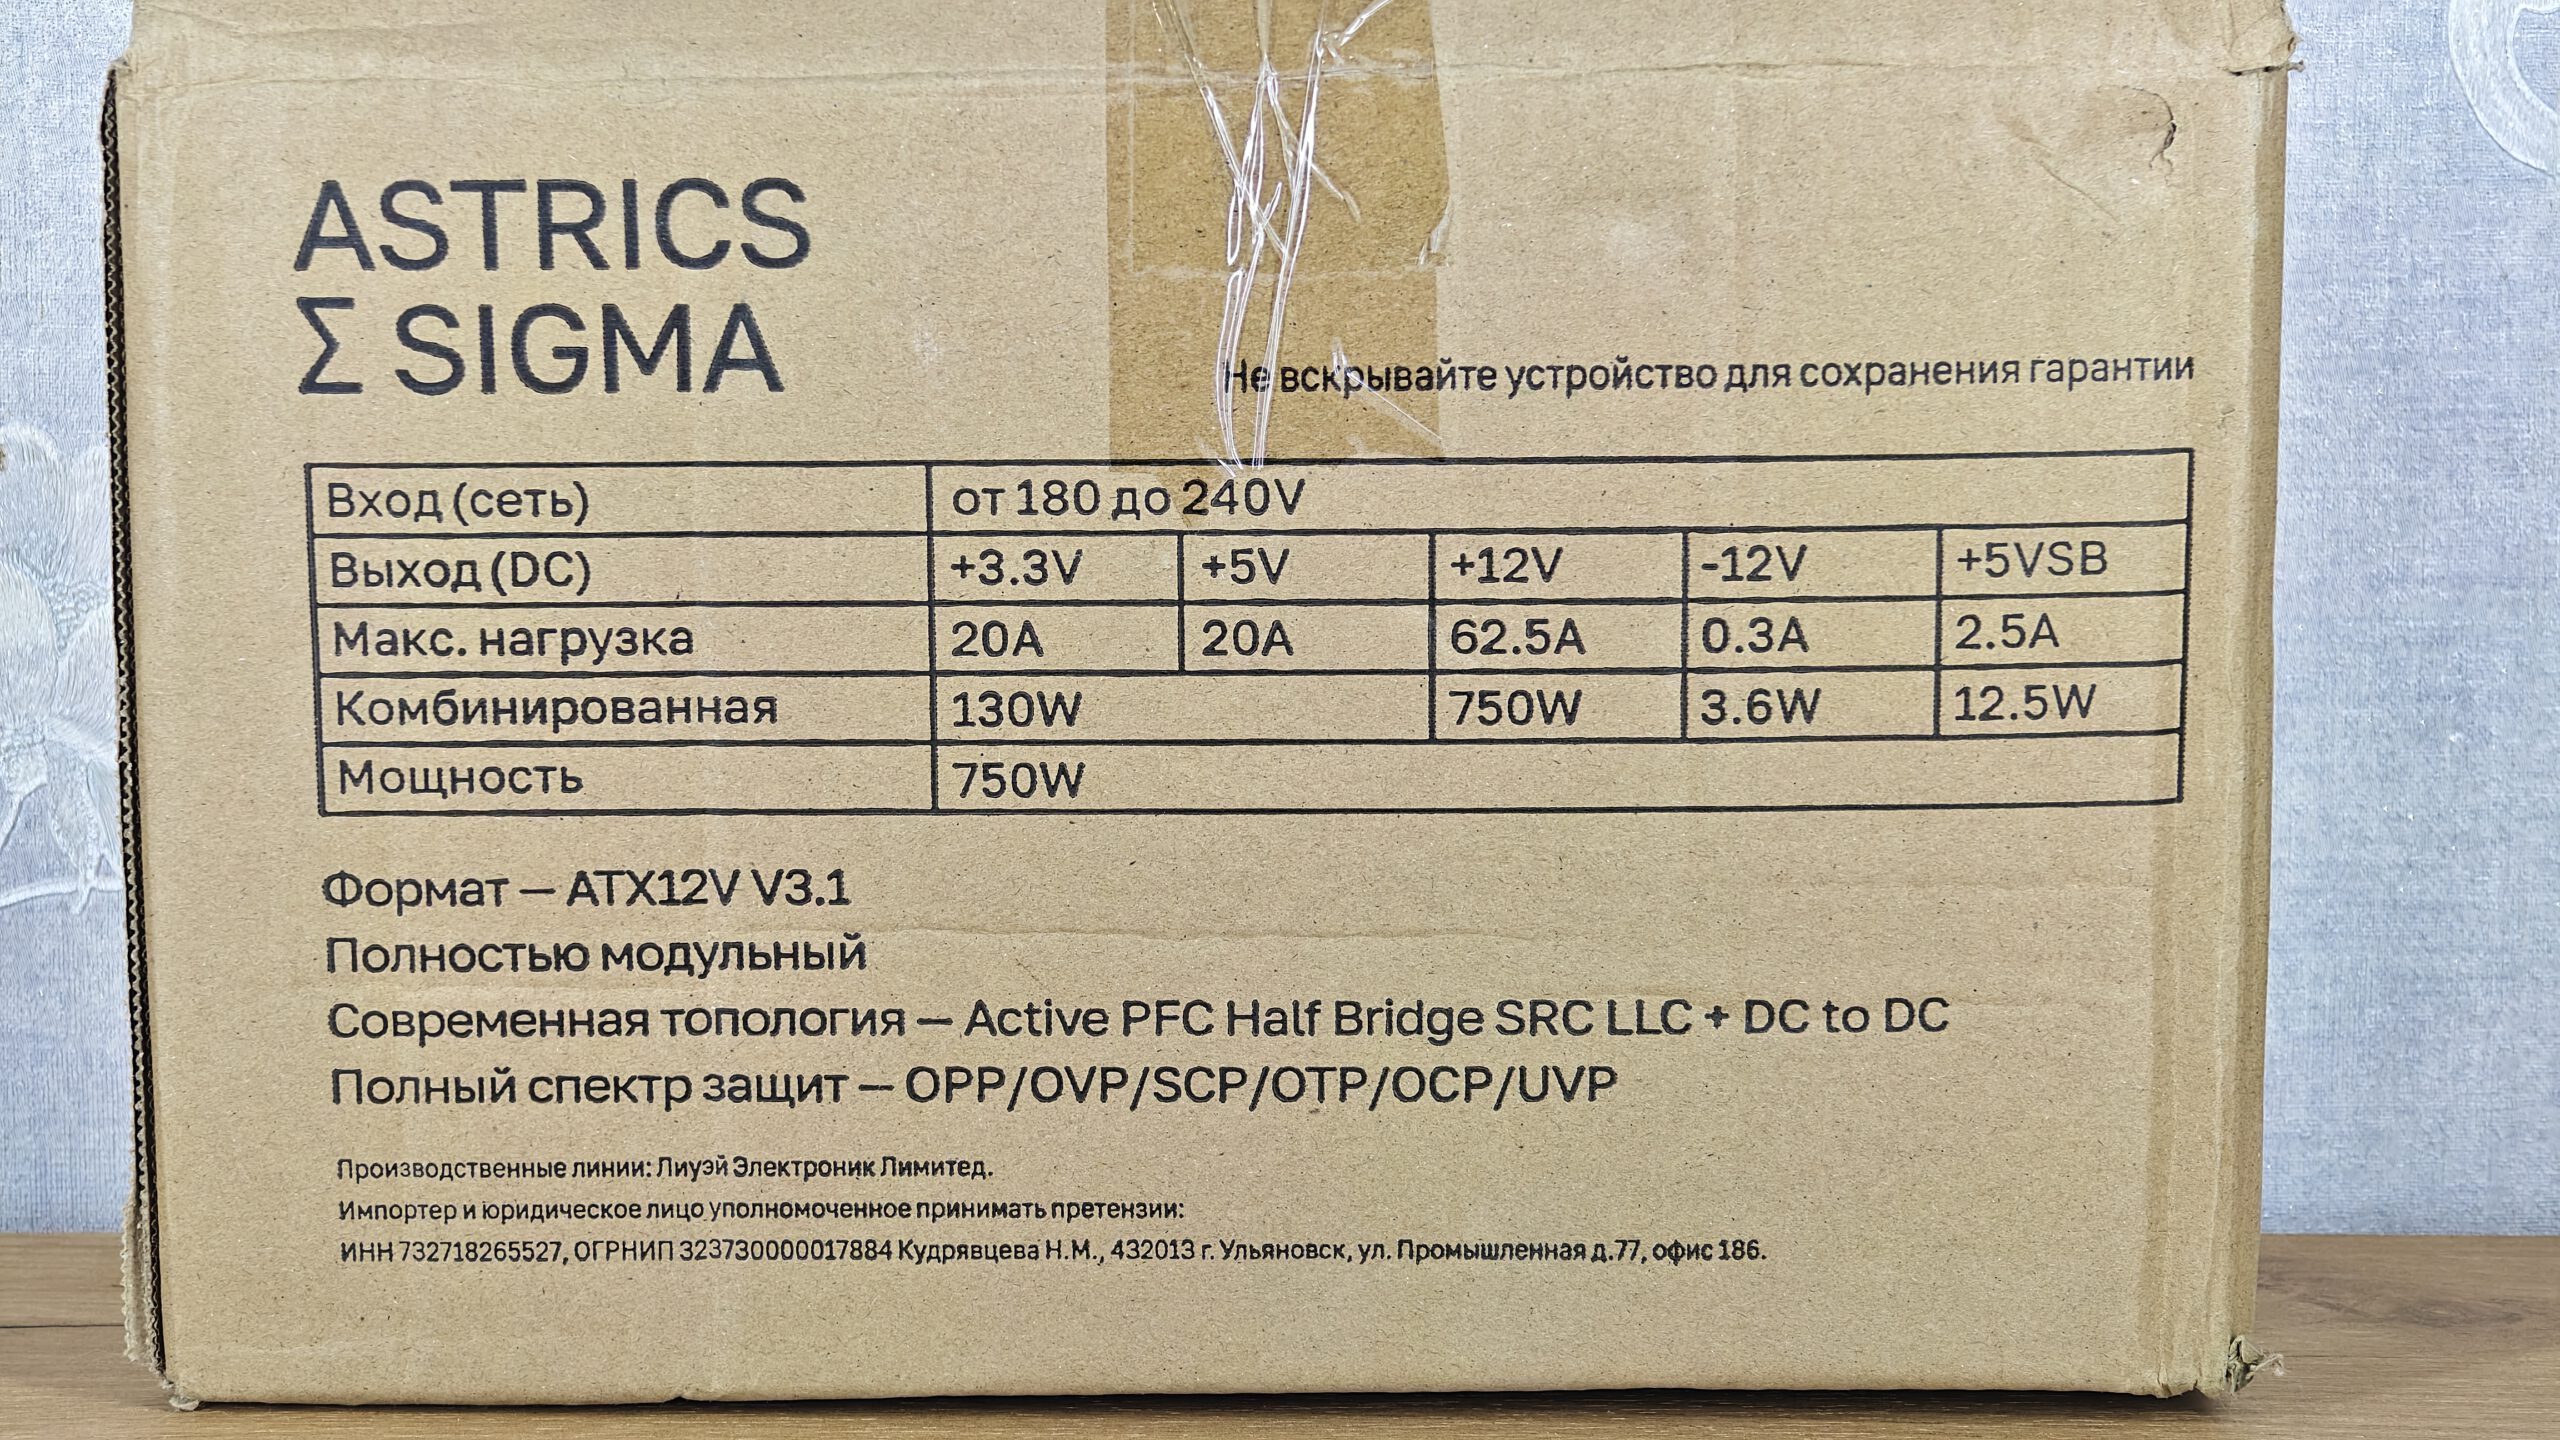 ASTRICS
Σ SIGMA
Не вскрывайте устройство для сохранения гарантии
Вход (сеть) от 180 до 240V
Выход (DC) +3.3V +5V +12V -12V +5VSB
Макс. нагрузка 20A 20A 62.5A 0.3A 2.5A
Комбинированная 130W 750W 3.6W 12.5W
Мощность 750W
Формат — ATX12V V3.1
Полностью модульный
Современная топология — Active PFC Half Bridge SRC LLC + DC to DC
Полный спектр защит — OPP/OVP/SCP/OTP/OCP/UVP
Производственные линии: Лиуэй Электроник Лимитед.
Импортер и юридическое лицо уполномоченное принимать претензии:
ИНН 732718265527, ОГРНИП 323730000017884 Кудрявцева Н.М., 432013 г. Ульяновск, ул. Промышленная д.77, офис 186.